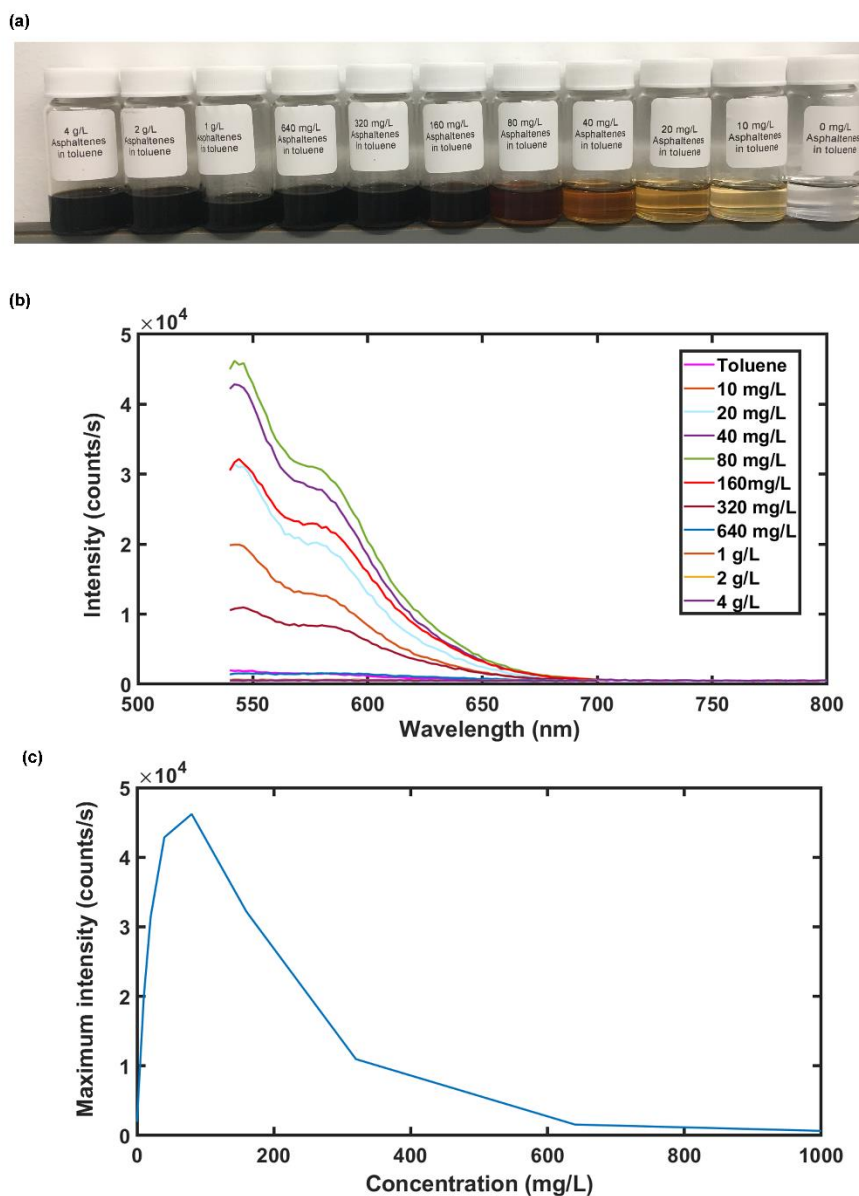 (a)
4 g/L
Asphaltenes
in toluene
2 g/L
Asphaltenes
in toluene
1 g/L
Asphaltenes
in toluene
640 mg/L
Asphaltenes
in toluene
320 mg/L
Asphaltenes
in toluene
160 mg/L
Asphaltenes
in toluene
80 mg/L
Asphaltenes
in toluene
40 mg/L
Asphaltenes
in toluene
20 mg/L
Asphaltenes
in toluene
10 mg/L
Asphaltenes
in toluene
0 mg/L
Asphaltenes
in toluene
(b)
×10⁴
5
4
3
2
1
0
Intensity (counts/s)
500
550
600
650
700
750
800
Wavelength (nm)
Toluene
10 mg/L
20 mg/L
40 mg/L
80 mg/L
160mg/L
320 mg/L
640 mg/L
1 g/L
2 g/L
4 g/L
(c)
×10⁴
5
4
3
2
1
0
Maximum intensity (counts/s)
0
200
400
600
800
1000
Concentration (mg/L)